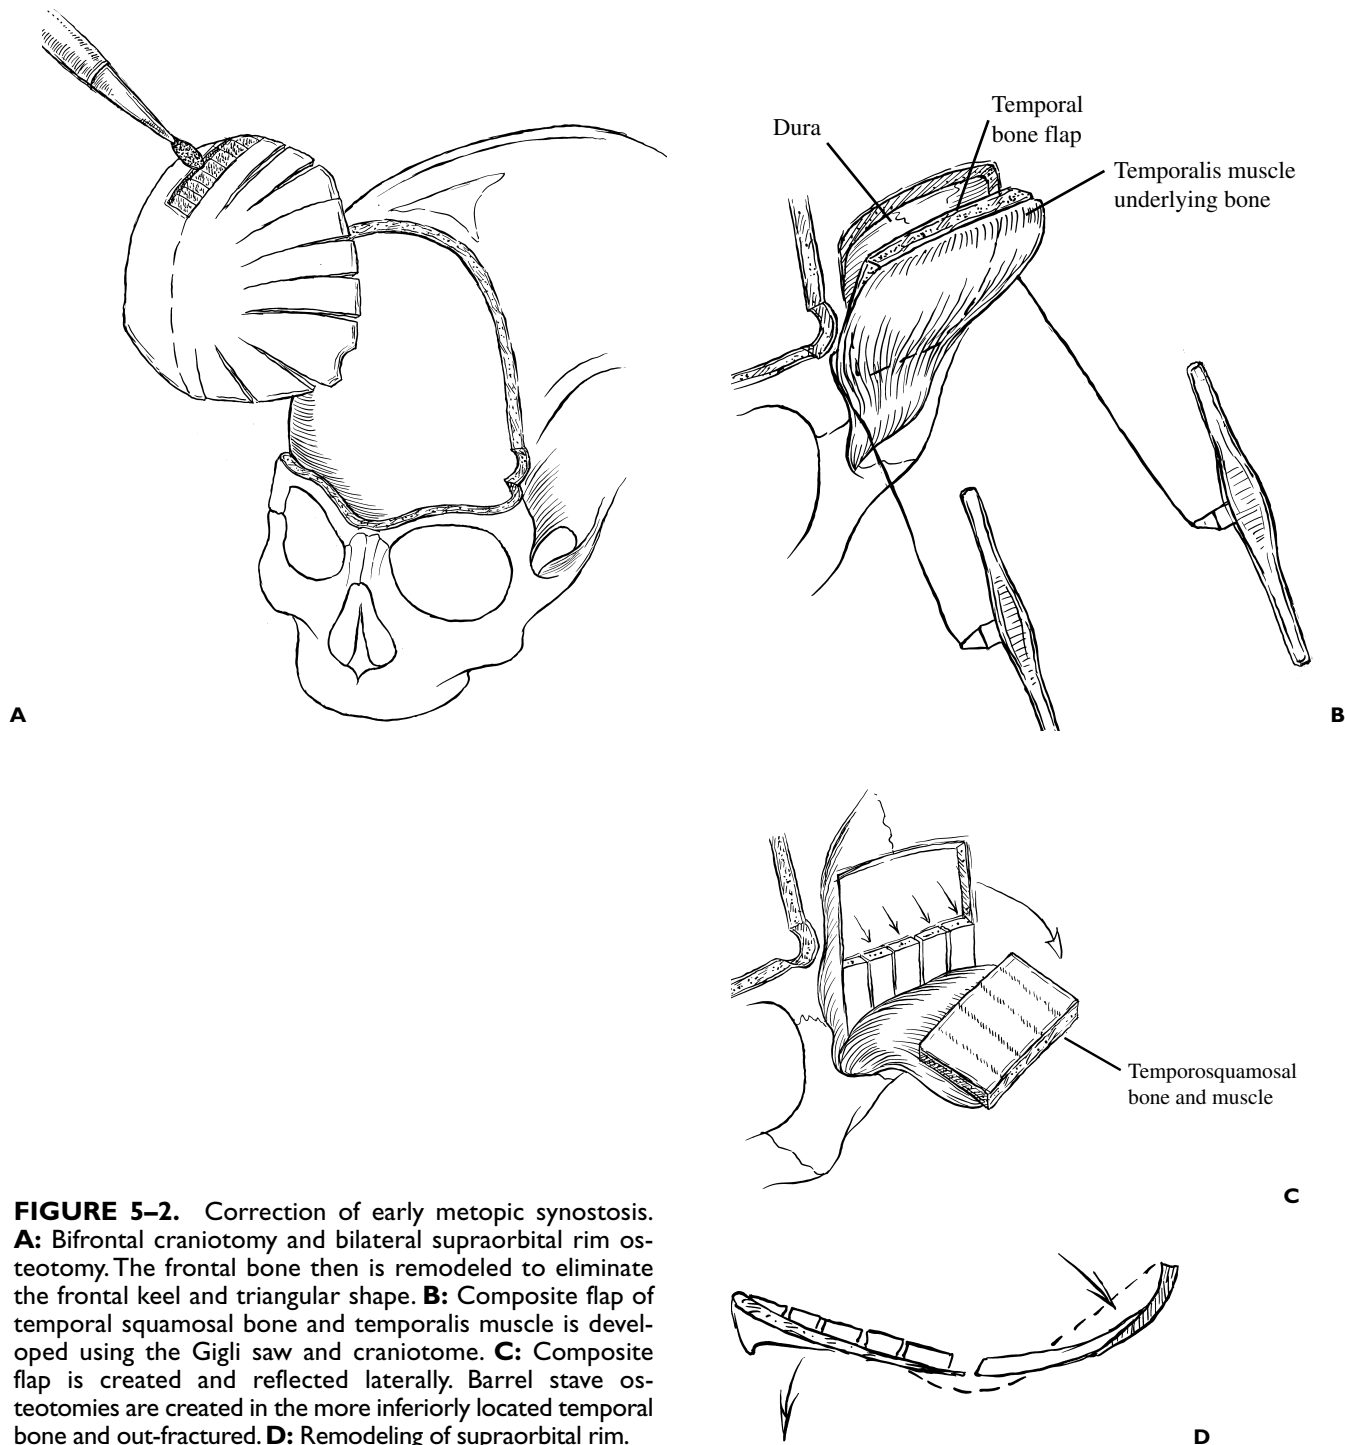 Dura
Temporal
bone flap
Temporalis muscle
underlying bone
A
B
Temporosquamosal
bone and muscle
C
FIGURE 5–2. Correction of early metopic synostosis.
A: Bifrontal craniotomy and bilateral supraorbital rim os-
teotomy. The frontal bone then is remodeled to eliminate
the frontal keel and triangular shape. B: Composite flap of
temporal squamosal bone and temporalis muscle is devel-
oped using the Gigli saw and craniotome. C: Composite
flap is created and reflected laterally. Barrel stave os-
teotomies are created in the more inferiorly located temporal
bone and out-fractured. D: Remodeling of supraorbital rim.
D